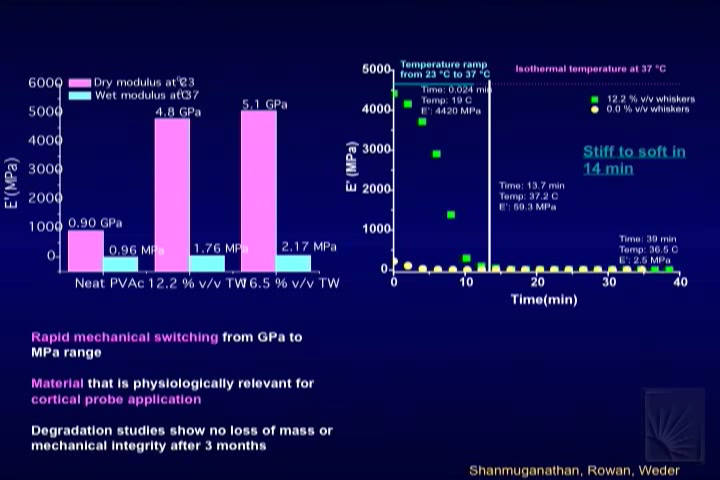 6000
5000
4000
3000
2000
1000
0
E'(MPa)
Dry modulus at 23
Wet modulus at 37
0.90 GPa
0.96 MPa
4.8 GPa
1.76 MPa
5.1 GPa
2.17 MPa
Neat PVAc
12.2 % v/v TW
16.5 % v/v TW
Temperature ramp
from 23 °C to 37 °C
Isothermal temperature at 37 °C
5000
4000
3000
2000
1000
0
E' (MPa)
Time: 0.024 min
Temp: 19 C
E': 4420 MPa
12.2 % v/v whiskers
0.0 % v/v whiskers
Stiff to soft in
14 min
Time: 13.7 min
Temp: 37.2 C
E': 59.3 MPa
Time: 39 min
Temp: 36.5 C
E': 2.5 MPa
0
10
20
30
40
Time(min)
Rapid mechanical switching from GPa to
MPa range
Material that is physiologically relevant for
cortical probe application
Degradation studies show no loss of mass or
mechanical integrity after 3 months
Shanmuganathan, Rowan, Weder